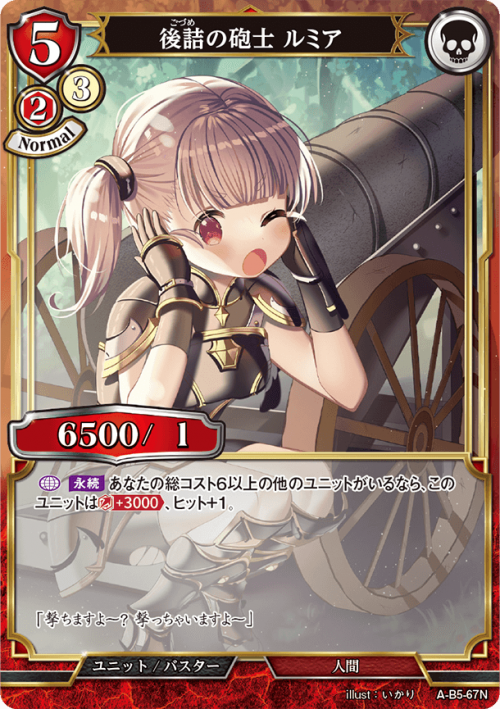 5
ごづめ
後詰の砲士 ルミア
2
3
Normal
6500/ 1
永続 あなたの総コスト6以上の他のユニットがいるなら、この
ユニットは+3000、ヒット+1。
「撃ちますよ～? 撃っちゃいますよ～」
ユニット / バスター
人間
illust : いかり
A-B5-67N